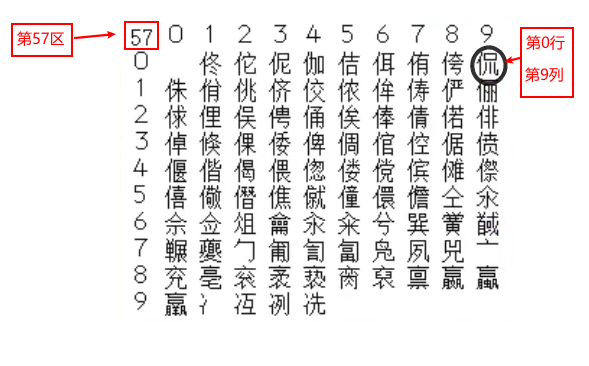 第57区
57 0 1 2 3 4 5 6 7 8 9
0 佟 佗 伲 伽 佶 佴 侑 侉 侃
1 侏 佾 佻 侪 佼 侬 侔 俦 俨 俪
2 俅 俚 俣 俜 俑 俟 俸 倩 偌 俳
3 倬 倏 倮 倭 俾 倜 倌 倥 倨 偾
4 偃 偕 偈 偎 偬 偻 傥 傧 傩 傺
5 僖 儆 僭 僬 僦 僮 儇 儋 仝 氽
6 佘 佥 俎 龠 汆 籴 兮 巽 黉 馘
7 冁 夔 勹 匍 訇 匐 凫 夙 兕 亠
8 兖 亳 衮 袤 亵 脔 裒 禀 嬴 蠃
9 羸 冫 冱 冽 冼
第0行
第9列